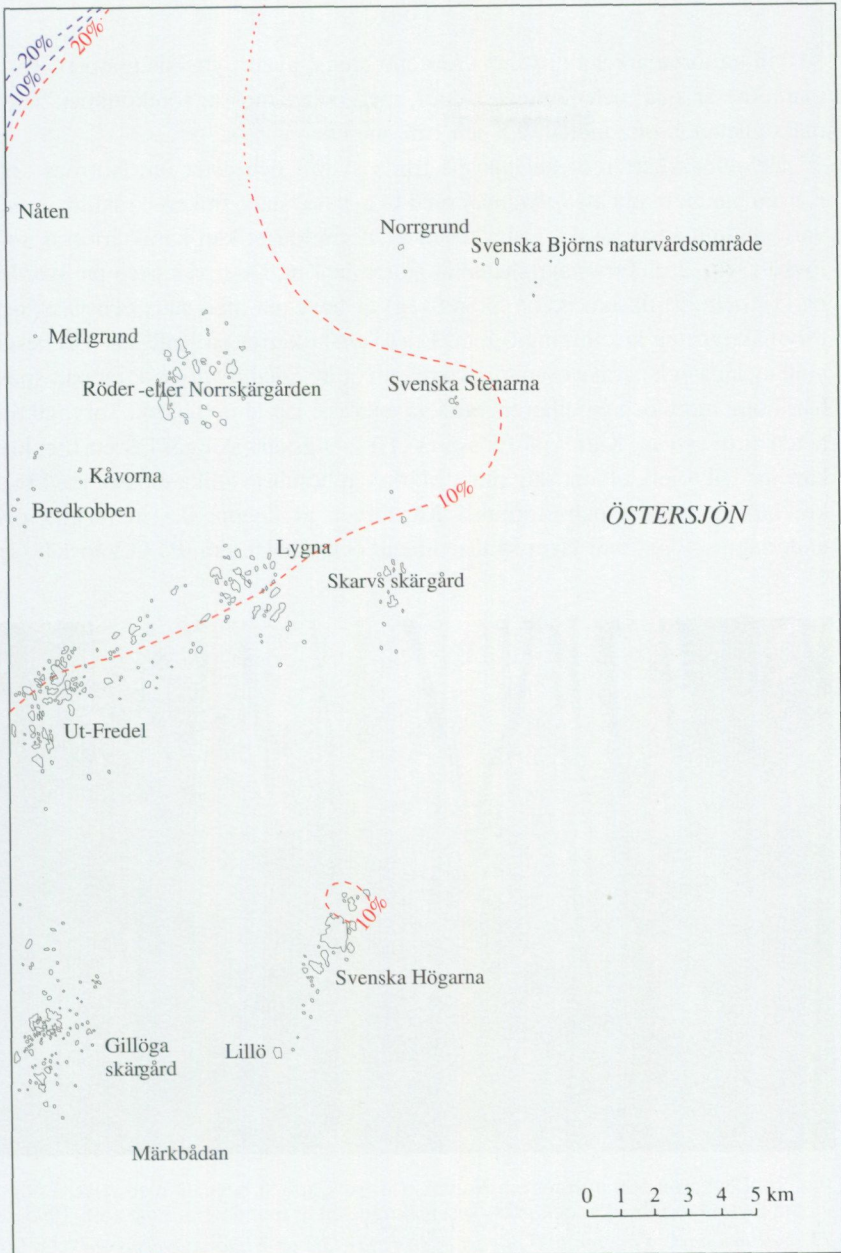 20%
20%
10%
Nåten
Norrgrund
Svenska Björns naturvårdsområde
Mellgrund
Röder -eller Norrskärgården
Svenska Stenarna
Kåvorna
10%
Bredkobben
ÖSTERSJÖN
Lygna
Skarvs skärgård
Ut-Fredel
10%
Svenska Högarna
Gillöga
skärgård
Lillö
Märkbådan
0 1 2 3 4 5 km